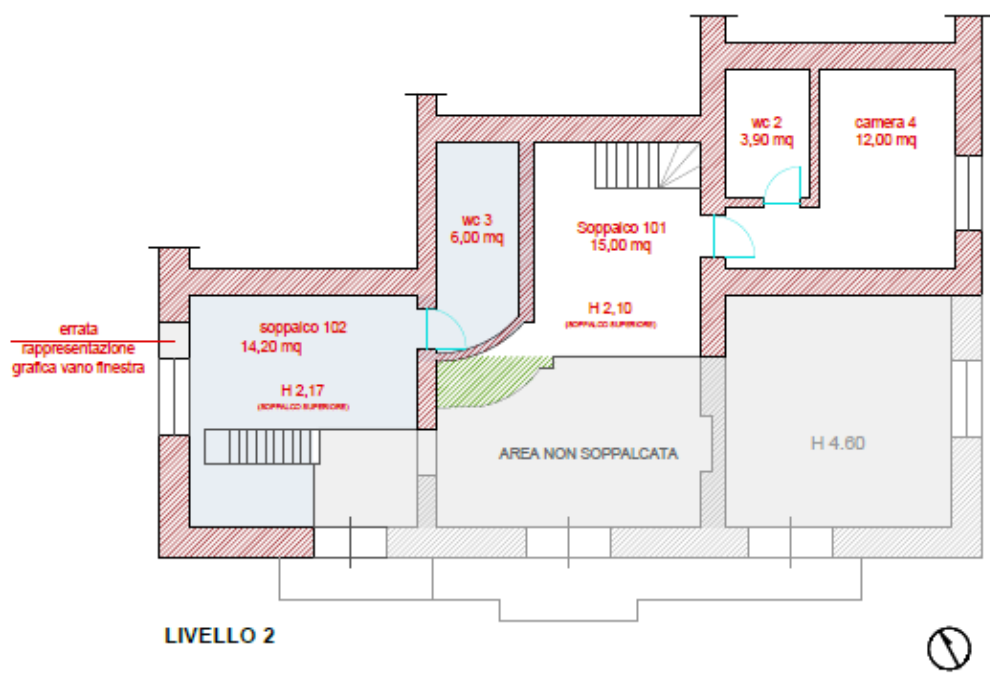 wc 2
3,90 mq
camera 4
12,00 mq
wc 3
6,00 mq
Soppalco 101
15,00 mq
H 2,10
(SOPPALCO SUPERIORE)
errata
rappresentazione
grafica vano finestra
soppalco 102
14,20 mq
H 2,17
(SOPPALCO SUPERIORE)
AREA NON SOPPALCATA
H 4.60
LIVELLO 2